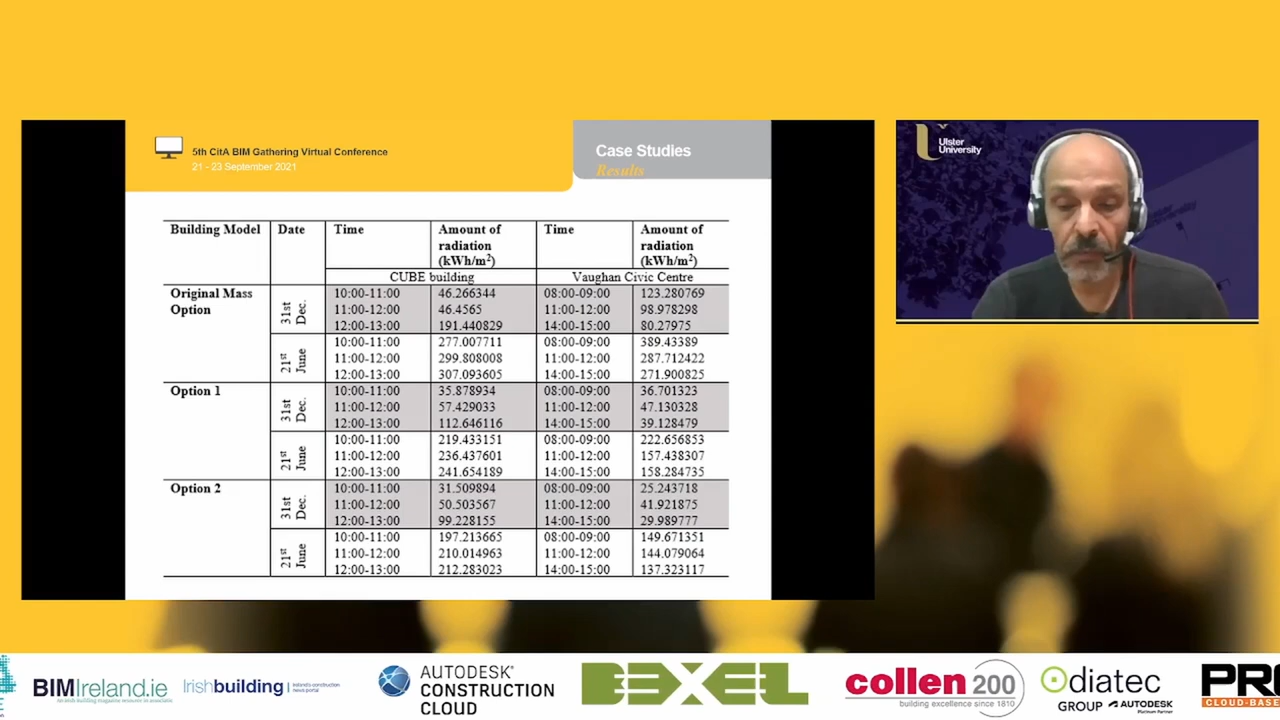 5th CitA BIM Gathering Virtual Conference
21 - 23 September 2021
Case Studies
Results
Building Model Date Time Amount of radiation (kWh/m²) Time Amount of radiation (kWh/m²)
CUBE building Vaughan Civic Centre
Original Mass Option
31st Dec.
10:00-11:00 46.266344 08:00-09:00 123.280769
11:00-12:00 46.4565 11:00-12:00 98.978298
12:00-13:00 191.440829 14:00-15:00 80.27975
21st June
10:00-11:00 277.007711 08:00-09:00 389.43389
11:00-12:00 299.808008 11:00-12:00 287.712422
12:00-13:00 307.093605 14:00-15:00 271.900825
Option 1
31st Dec.
10:00-11:00 35.878934 08:00-09:00 36.701323
11:00-12:00 57.429033 11:00-12:00 47.130328
12:00-13:00 112.646116 14:00-15:00 39.128479
21st June
10:00-11:00 219.433151 08:00-09:00 222.656853
11:00-12:00 236.437601 11:00-12:00 157.438307
12:00-13:00 241.654189 14:00-15:00 158.284735
Option 2
31st Dec.
10:00-11:00 31.509894 08:00-09:00 25.243718
11:00-12:00 50.503567 11:00-12:00 41.921875
12:00-13:00 99.228155 14:00-15:00 29.989777
21st June
10:00-11:00 197.213665 08:00-09:00 149.671351
11:00-12:00 210.014963 11:00-12:00 144.079064
12:00-13:00 212.283023 14:00-15:00 137.323117
Ulster
University
BIMIreland.ie
Irishbuilding
AUTODESK®
CONSTRUCTION
CLOUD
BEXEL
collen 200
building excellence since 1810
diatec
GROUP AUTODESK
Platinum Partner
PR
CLOUD-BASE